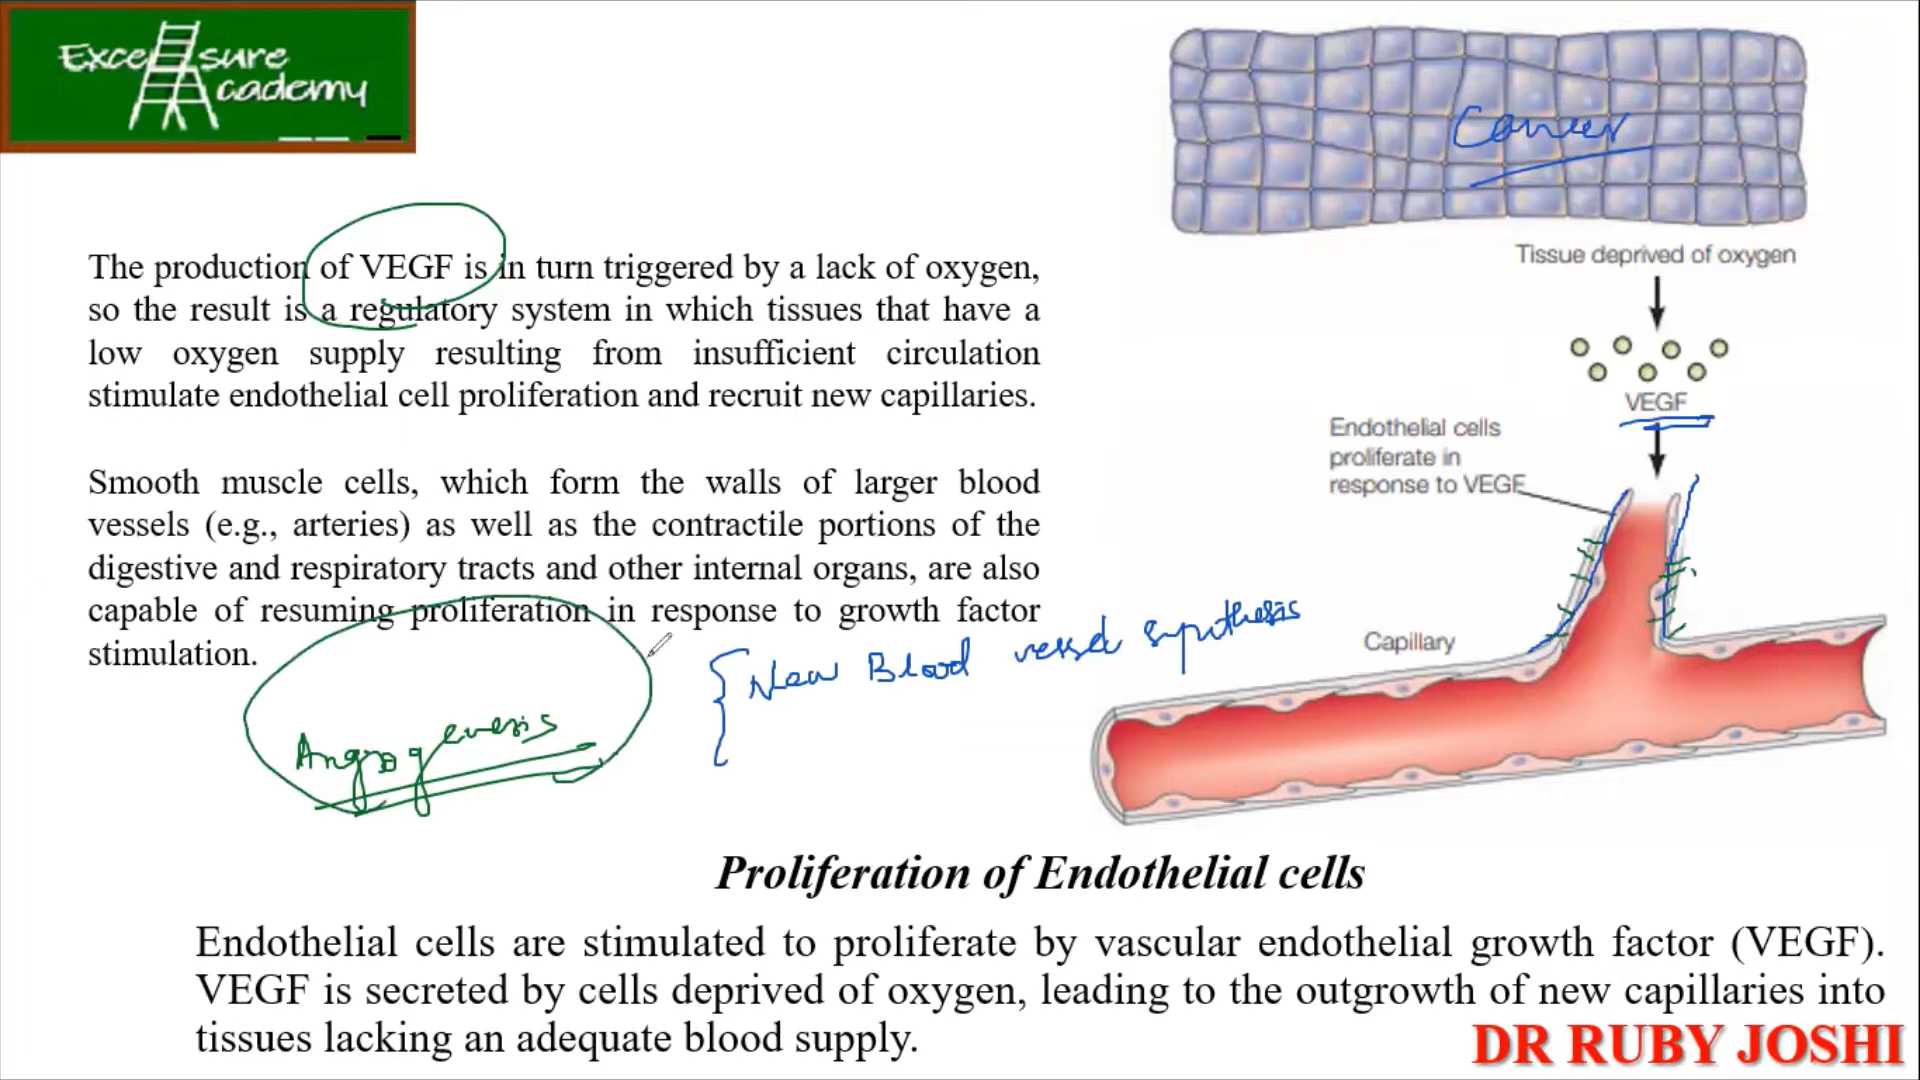 Exce sure
cademy
Cancer
The production of VEGF is in turn triggered by a lack of oxygen,
so the result is a regulatory system in which tissues that have a
low oxygen supply resulting from insufficient circulation
stimulate endothelial cell proliferation and recruit new capillaries.
Smooth muscle cells, which form the walls of larger blood
vessels (e.g., arteries) as well as the contractile portions of the
digestive and respiratory tracts and other internal organs, are also
capable of resuming proliferation in response to growth factor
stimulation.
Angiogenesis
New Blood vessel synthesis
Tissue deprived of oxygen
VEGF
Endothelial cells
proliferate in
response to VEGF
Capillary
Proliferation of Endothelial cells
Endothelial cells are stimulated to proliferate by vascular endothelial growth factor (VEGF).
VEGF is secreted by cells deprived of oxygen, leading to the outgrowth of new capillaries into
tissues lacking an adequate blood supply.
DR RUBY JOSHI